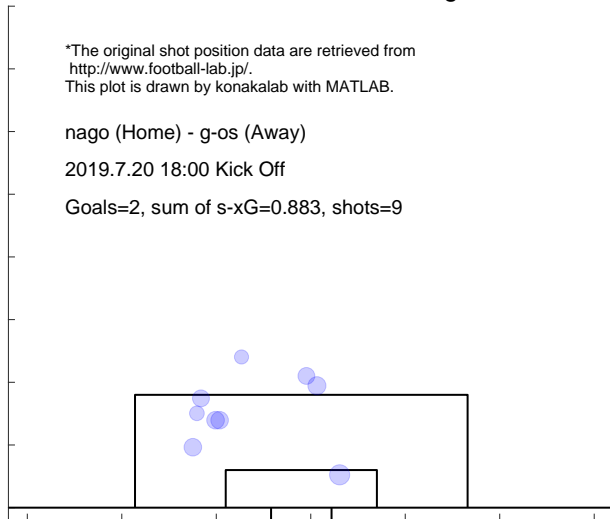 *The original shot position data are retrieved from
http://www.football-lab.jp/.
This plot is drawn by konakalab with MATLAB.
nago (Home) - g-os (Away)
2019.7.20 18:00 Kick Off
Goals=2, sum of s-xG=0.883, shots=9